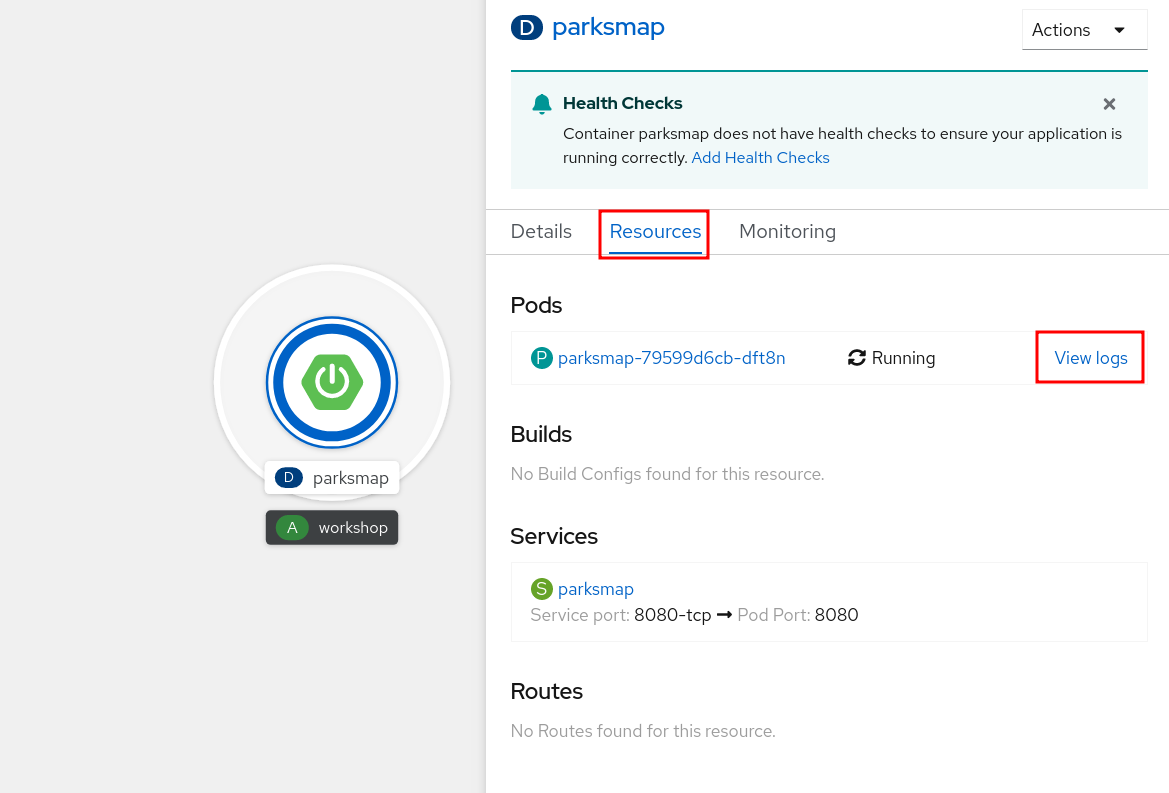 D parksmap
Actions
Health Checks
Container parksmap does not have health checks to ensure your application is
running correctly. Add Health Checks
Details Resources Monitoring
Pods
P parksmap-79599d6cb-dft8n Running View logs
Builds
No Build Configs found for this resource.
Services
S parksmap
Service port: 8080-tcp → Pod Port: 8080
Routes
No Routes found for this resource.
D parksmap
A workshop